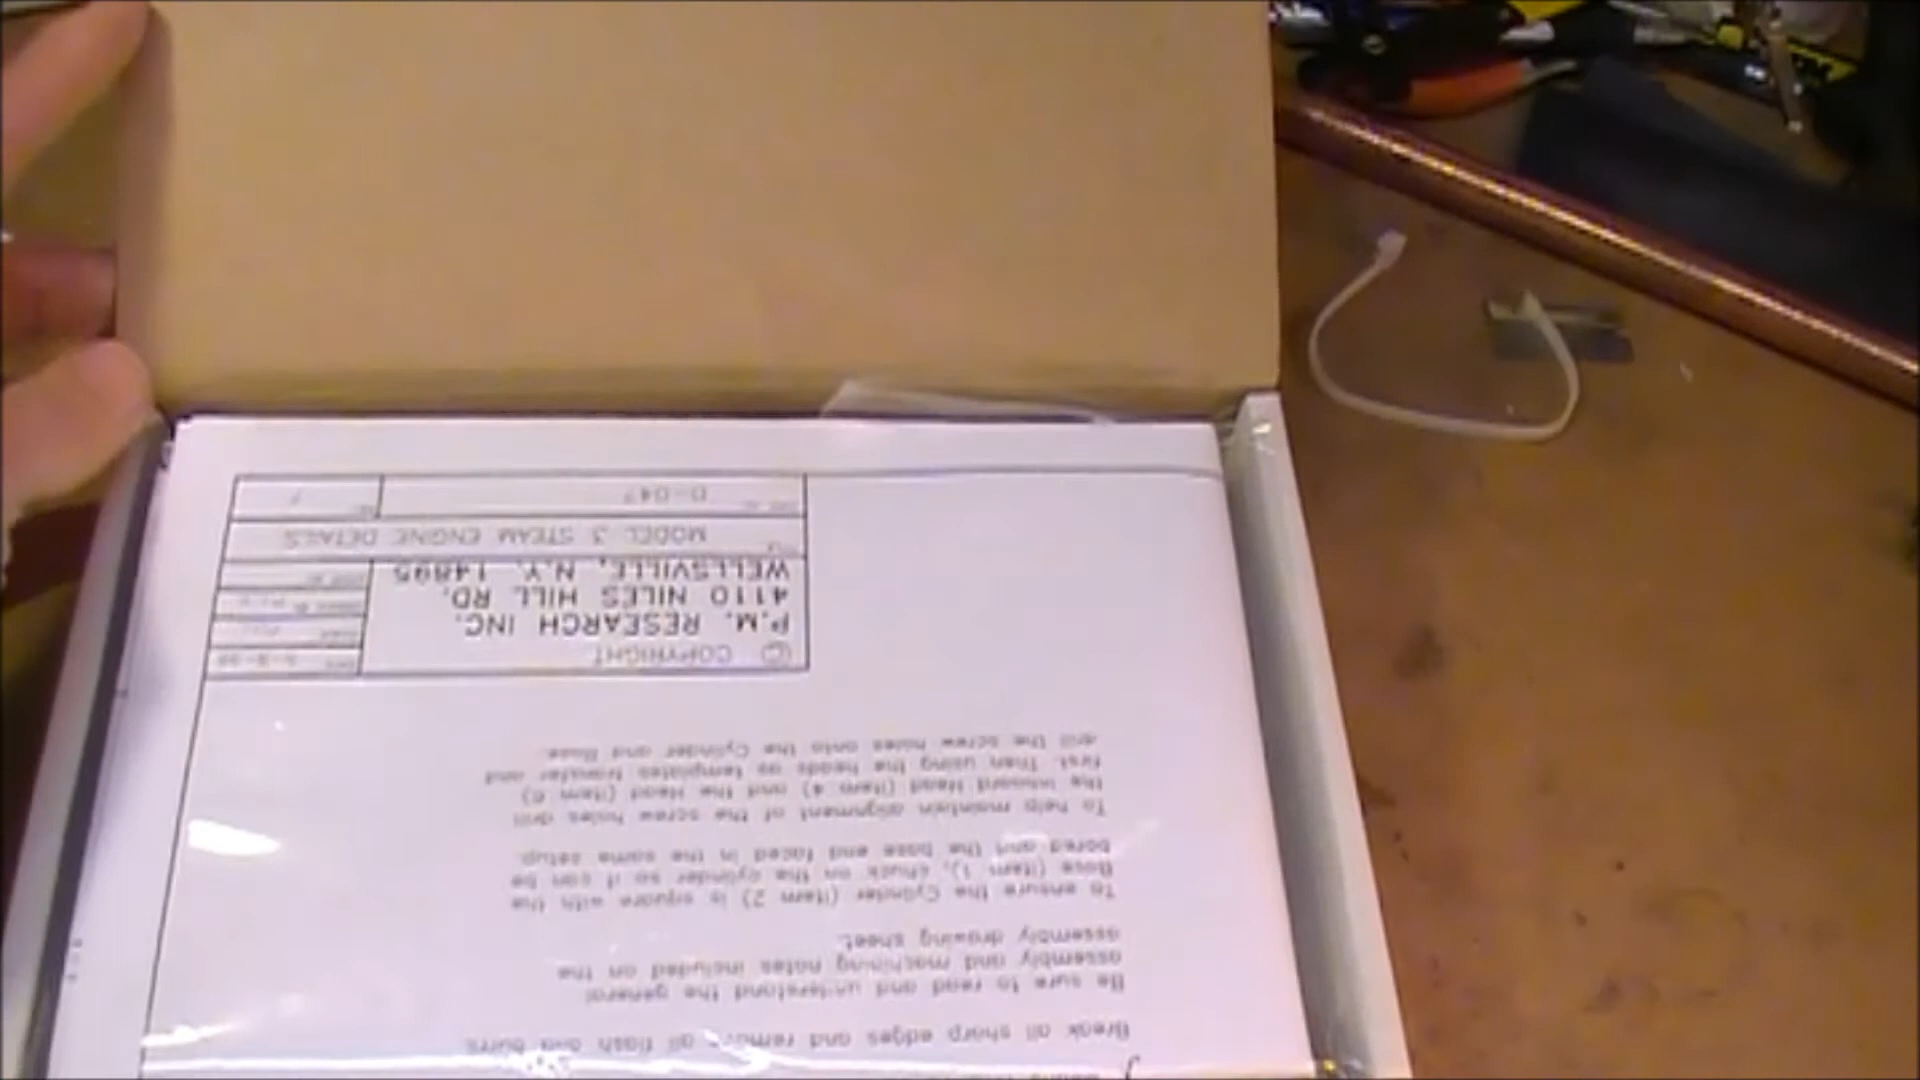 Break all sharp edges and remove all flash and burrs
Be sure to read and understand the general
assembly and machining notes included on the
assembly drawing sheet.
To ensure the Cylinder (item 2) is square with the
Base (item 1), chuck on the cylinder so it can be
bored and the base end faced in the same setup.
To help maintain alignment of the screw holes drill
the inboard Head (item 4) and the Head (item 6)
first. Then using the heads as templates transfer and
drill the screw holes onto the Cylinder and Base.
© COPYRIGHT
P.M. RESEARCH INC.
4110 NILES HILL RD.
WELLSVILLE, N.Y. 14895
MODEL 3 STEAM ENGINE DETAILS
D-047